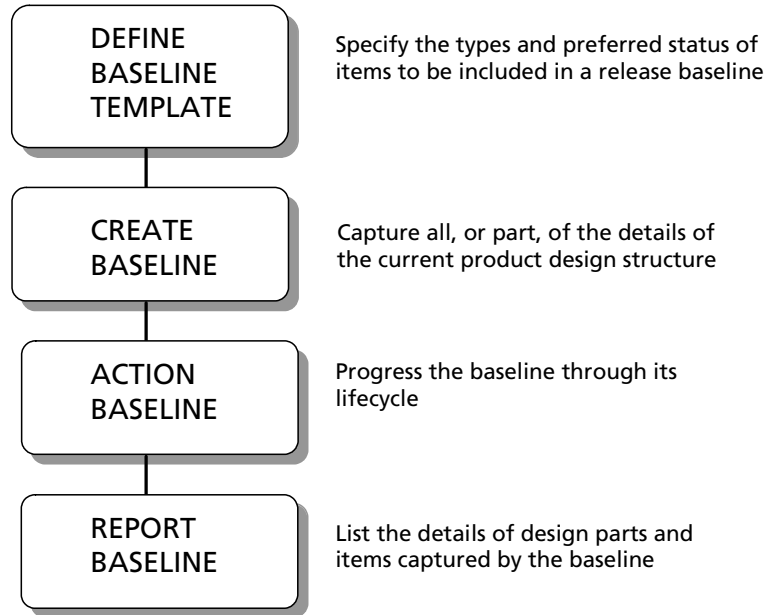 DEFINE
BASELINE
TEMPLATE
Specify the types and preferred status of
items to be included in a release baseline
CREATE
BASELINE
Capture all, or part, of the details of
the current product design structure
ACTION
BASELINE
Progress the baseline through its
lifecycle
REPORT
BASELINE
List the details of design parts and
items captured by the baseline